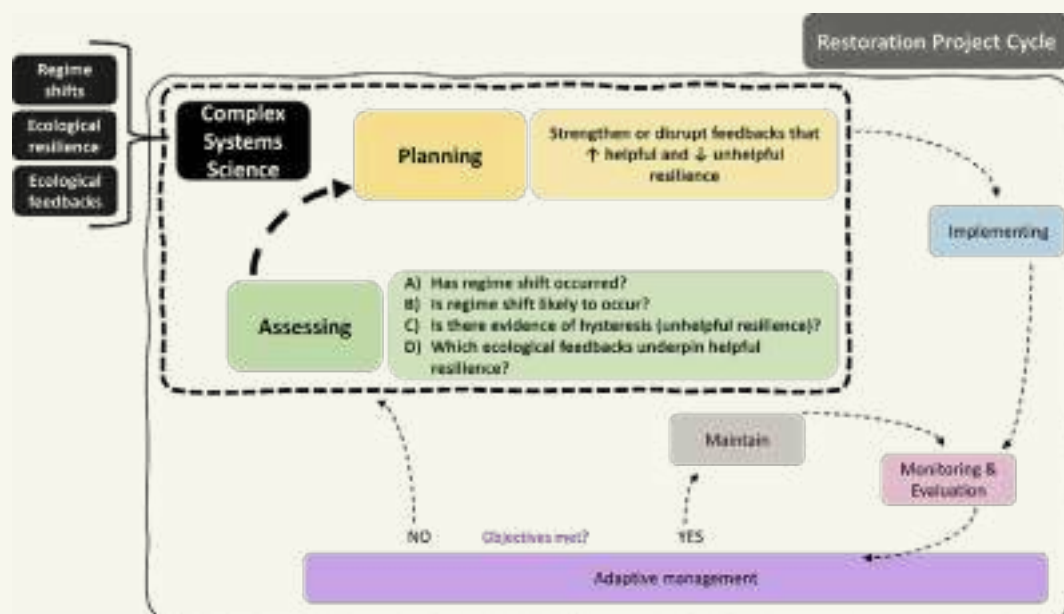 Restoration Project Cycle
Regime
shifts
Ecological
resilience
Ecological
feedbacks
Complex
Systems
Science
Planning
Strengthen or disrupt feedbacks that
↑ helpful and ↓ unhelpful
resilience
Implementing
Assessing
A) Has regime shift occurred?
B) Is regime shift likely to occur?
C) Is there evidence of hysteresis (unhelpful resilience)?
D) Which ecological feedbacks underpin helpful
resilience?
Maintain
Monitoring &
Evaluation
NO
Objectives met?
YES
Adaptive management